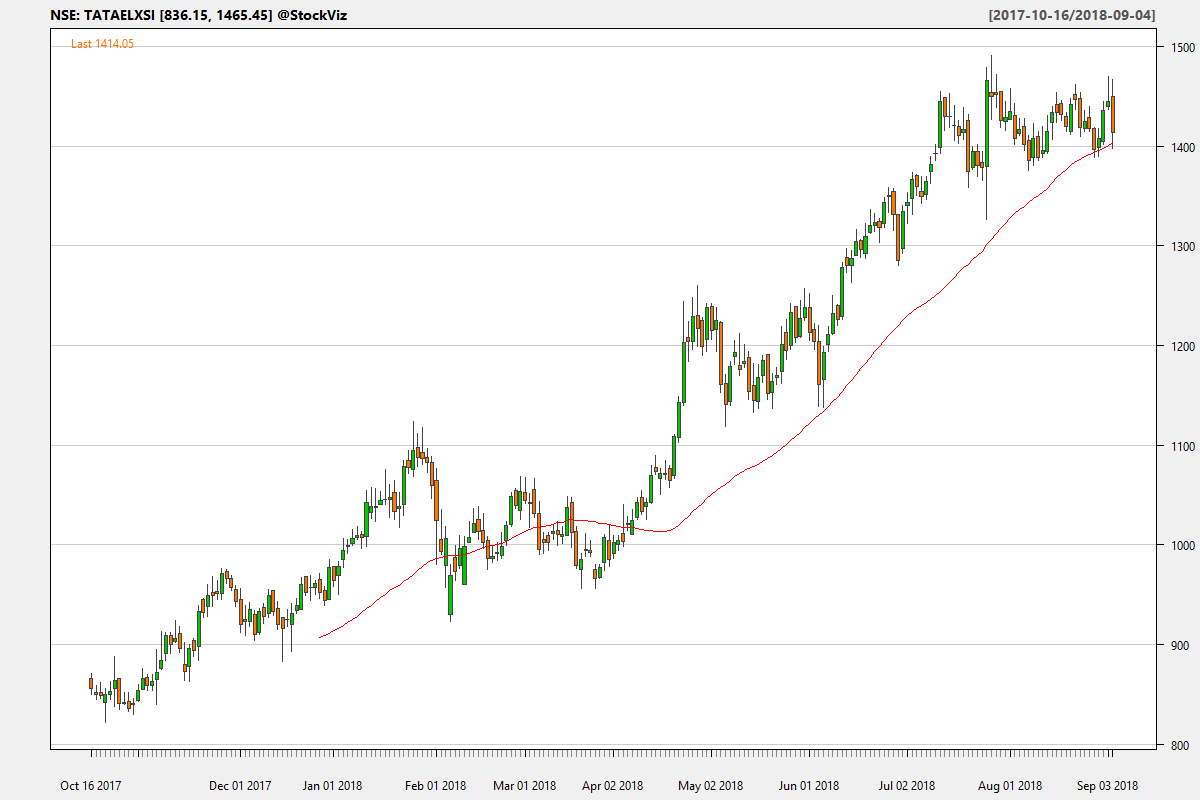 NSE: TATAELXSI [836.15, 1465.45] @StockViz [2017-10-16/2018-09-04]
Last 1414.05
1500
1400
1300
1200
1100
1000
900
800
Oct 16 2017 Dec 01 2017 Jan 01 2018 Feb 01 2018 Mar 01 2018 Apr 02 2018 May 02 2018 Jun 01 2018 Jul 02 2018 Aug 01 2018 Sep 03 2018